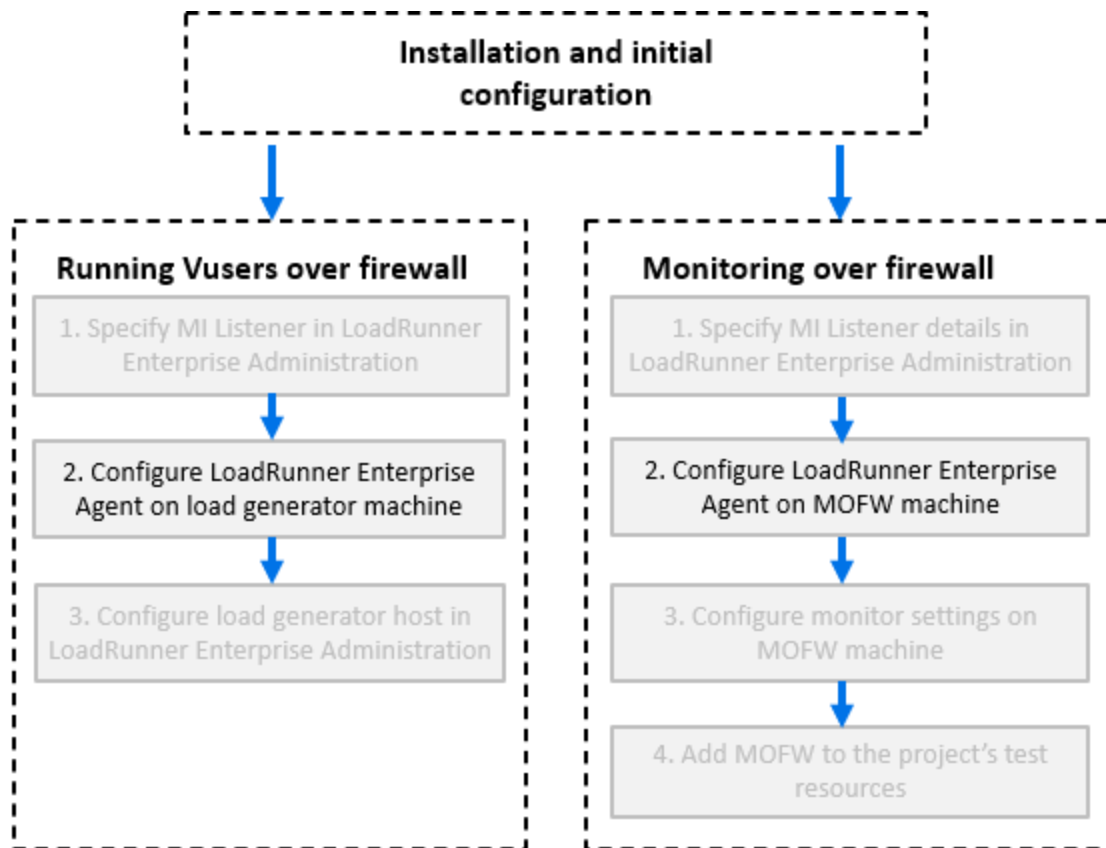 Installation and initial
configuration
Running Vusers over firewall
1. Specify MI Listener in LoadRunner
Enterprise Administration
2. Configure LoadRunner Enterprise
Agent on load generator machine
3. Configure load generator host in
LoadRunner Enterprise Administration
Monitoring over firewall
1. Specify MI Listener details in
LoadRunner Enterprise Administration
2. Configure LoadRunner Enterprise
Agent on MOFW machine
3. Configure monitor settings on
MOFW machine
4. Add MOFW to the project’s test
resources